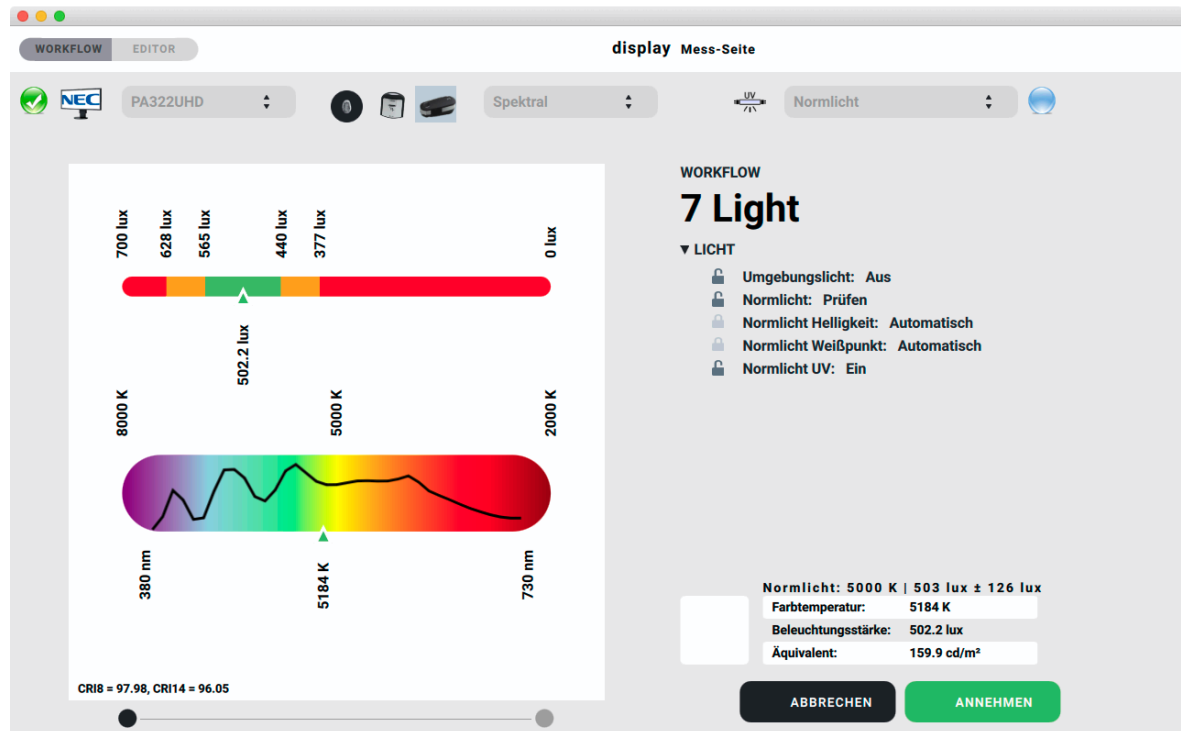 WORKFLOW EDITOR display Mess-Seite
NEC PA322UHD Spektral UV Normlicht
700 lux 628 lux 565 lux 440 lux 377 lux 0 lux
502.2 lux
8000 K 5000 K 2000 K
380 nm 5184 K 730 nm
CRI8 = 97.98, CRI14 = 96.05
WORKFLOW
7 Light
▼ LICHT
Umgebungslicht: Aus
Normlicht: Prüfen
Normlicht Helligkeit: Automatisch
Normlicht Weißpunkt: Automatisch
Normlicht UV: Ein
Normlicht: 5000 K | 503 lux ± 126 lux
Farbtemperatur: 5184 K
Beleuchtungsstärke: 502.2 lux
Äquivalent: 159.9 cd/m²
ABBRECHEN ANNEHMEN